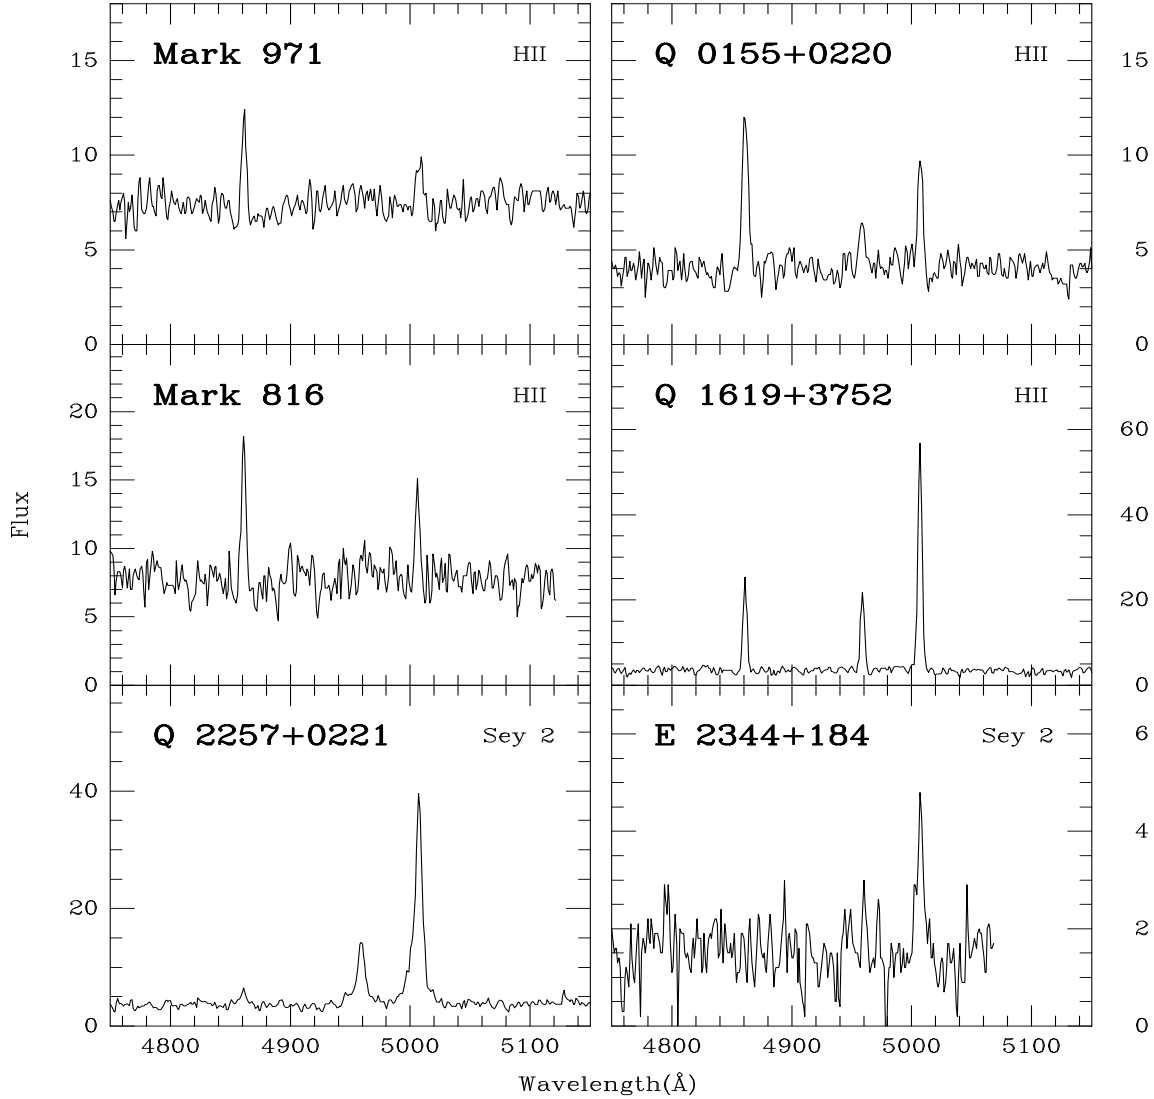 Mark 971 HII
Q 0155+0220 HII
15
10
5
0
15
10
5
0
Mark 816 HII
Q 1619+3752 HII
20
15
10
5
0
60
40
20
0
Flux
Q 2257+0221 Sey 2
E 2344+184 Sey 2
40
20
0
6
4
2
0
4800 4900 5000 5100
4800 4900 5000 5100
Wavelength(Å)